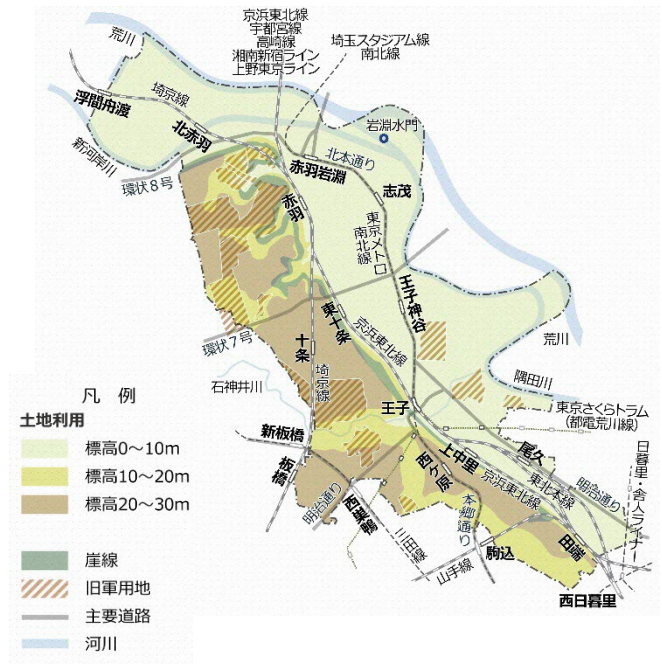 京浜東北線
宇都宮線
高崎線
湘南新宿ライン
上野東京ライン
埼玉スタジアム線
南北線
荒川
埼京線
浮間舟渡
北赤羽
新河岸川
環状8号
岩淵水門
北本通り
赤羽岩淵
志茂
赤羽
東京メトロ
南北線
王子神谷
環状7号
東十条
京浜東北線
十条
荒川
隅田川
石神井川
埼京線
王子
東京さくらトラム
(都電荒川線)
新板橋
板橋
上中里
尾久
西ケ原
京浜東北線
東北本線
明治通り
日暮里・舎人ライナー
明治通り
西巣鴨
本郷通り
三田線
駒込
田端
山手線
西日暮里
凡 例
土地利用
標高0~10m
標高10~20m
標高20~30m
崖線
旧軍用地
主要道路
河川